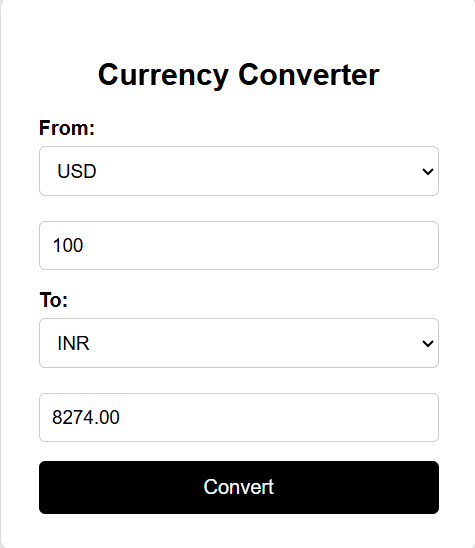 Currency Converter
From:
USD
100
To:
INR
8274.00
Convert